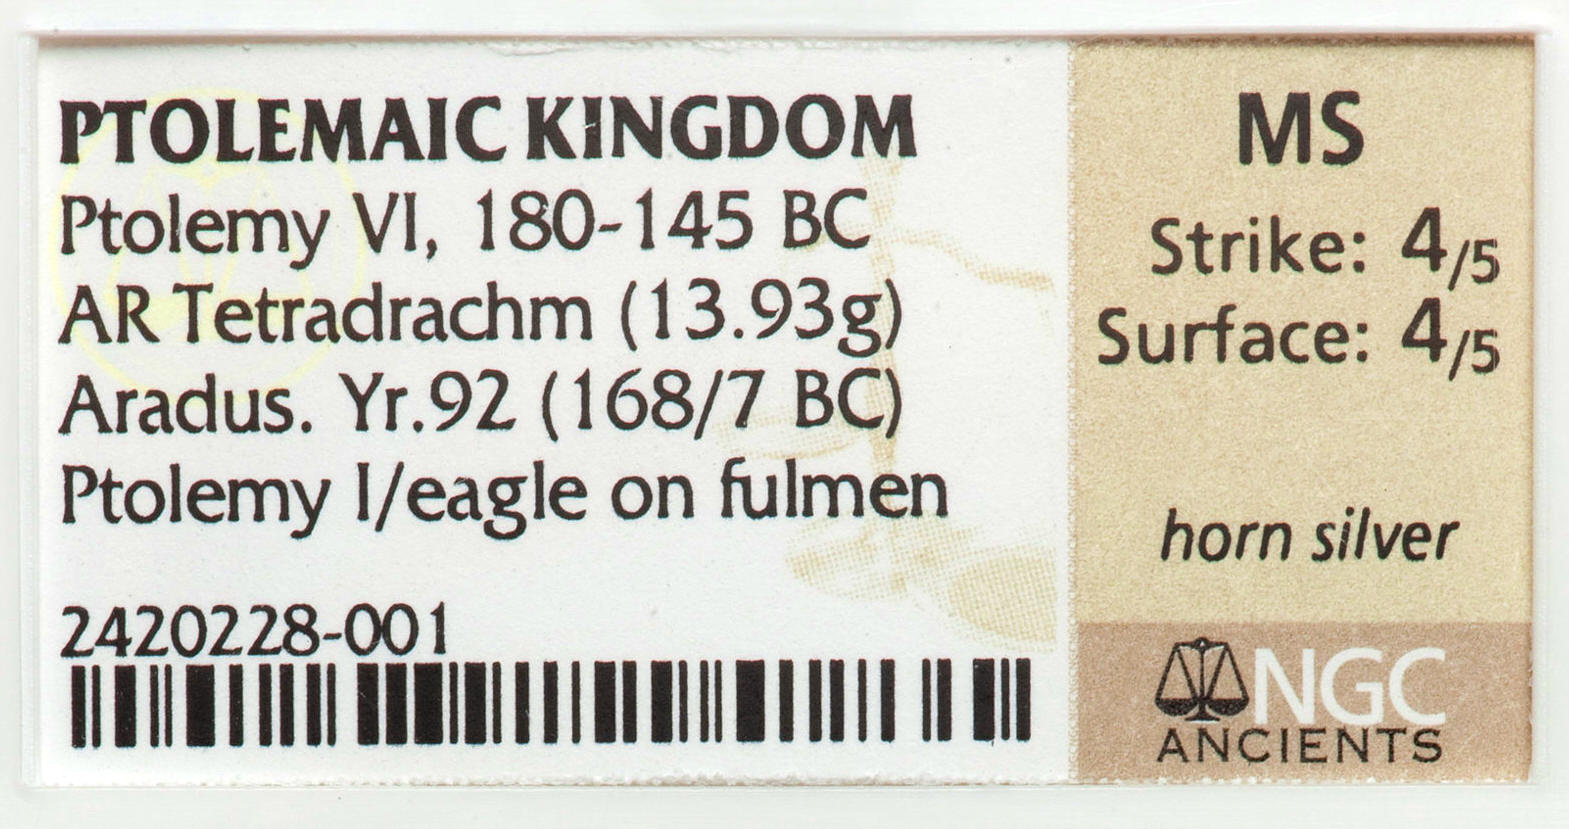 PTOLEMAIC KINGDOM
Ptolemy VI, 180-145 BC
AR Tetradrachm (13.93g)
Aradus. Yr.92 (168/7 BC)
Ptolemy I/eagle on fulmen
2420228-001
MS
Strike: 4/5
Surface: 4/5
horn silver
NGC
ANCIENTS